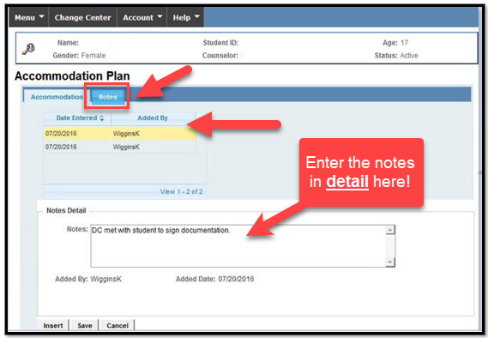 Menu Change Center Account Help
Name: Student ID: Age: 17
Gender: Female Counselor: Status: Active
Accommodation Plan
Accommodation Notes
Date Entered Added By
07/20/2016 WigginsK
07/20/2016 WigginsK
View 1 - 2 of 2
Enter the notes
in detail here!
Notes Detail
Notes: DC met with student to sign documentation.
Added By: WigginsK Added Date: 07/20/2016
Insert Save Cancel